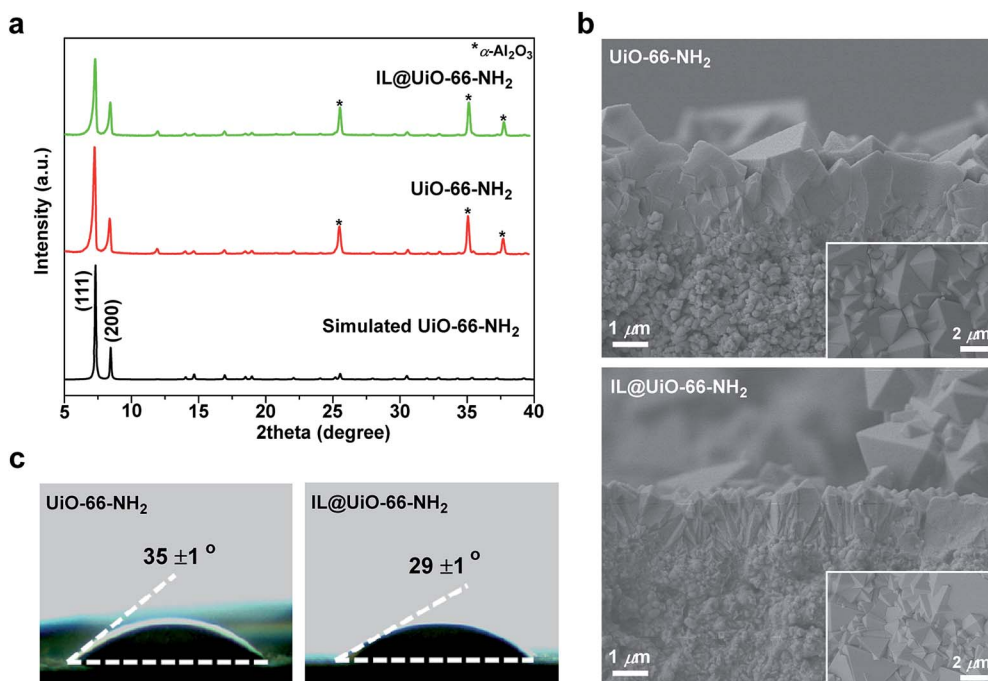 a
*α-Al₂O₃
IL@UiO-66-NH₂
UiO-66-NH₂
(111)
(200)
Simulated UiO-66-NH₂
Intensity (a.u.)
5 10 15 20 25 30 35 40
2theta (degree)
b
UiO-66-NH₂
1 μm
2 μm
IL@UiO-66-NH₂
1 μm
2 μm
c
UiO-66-NH₂
35 ±1 °
IL@UiO-66-NH₂
29 ±1 °